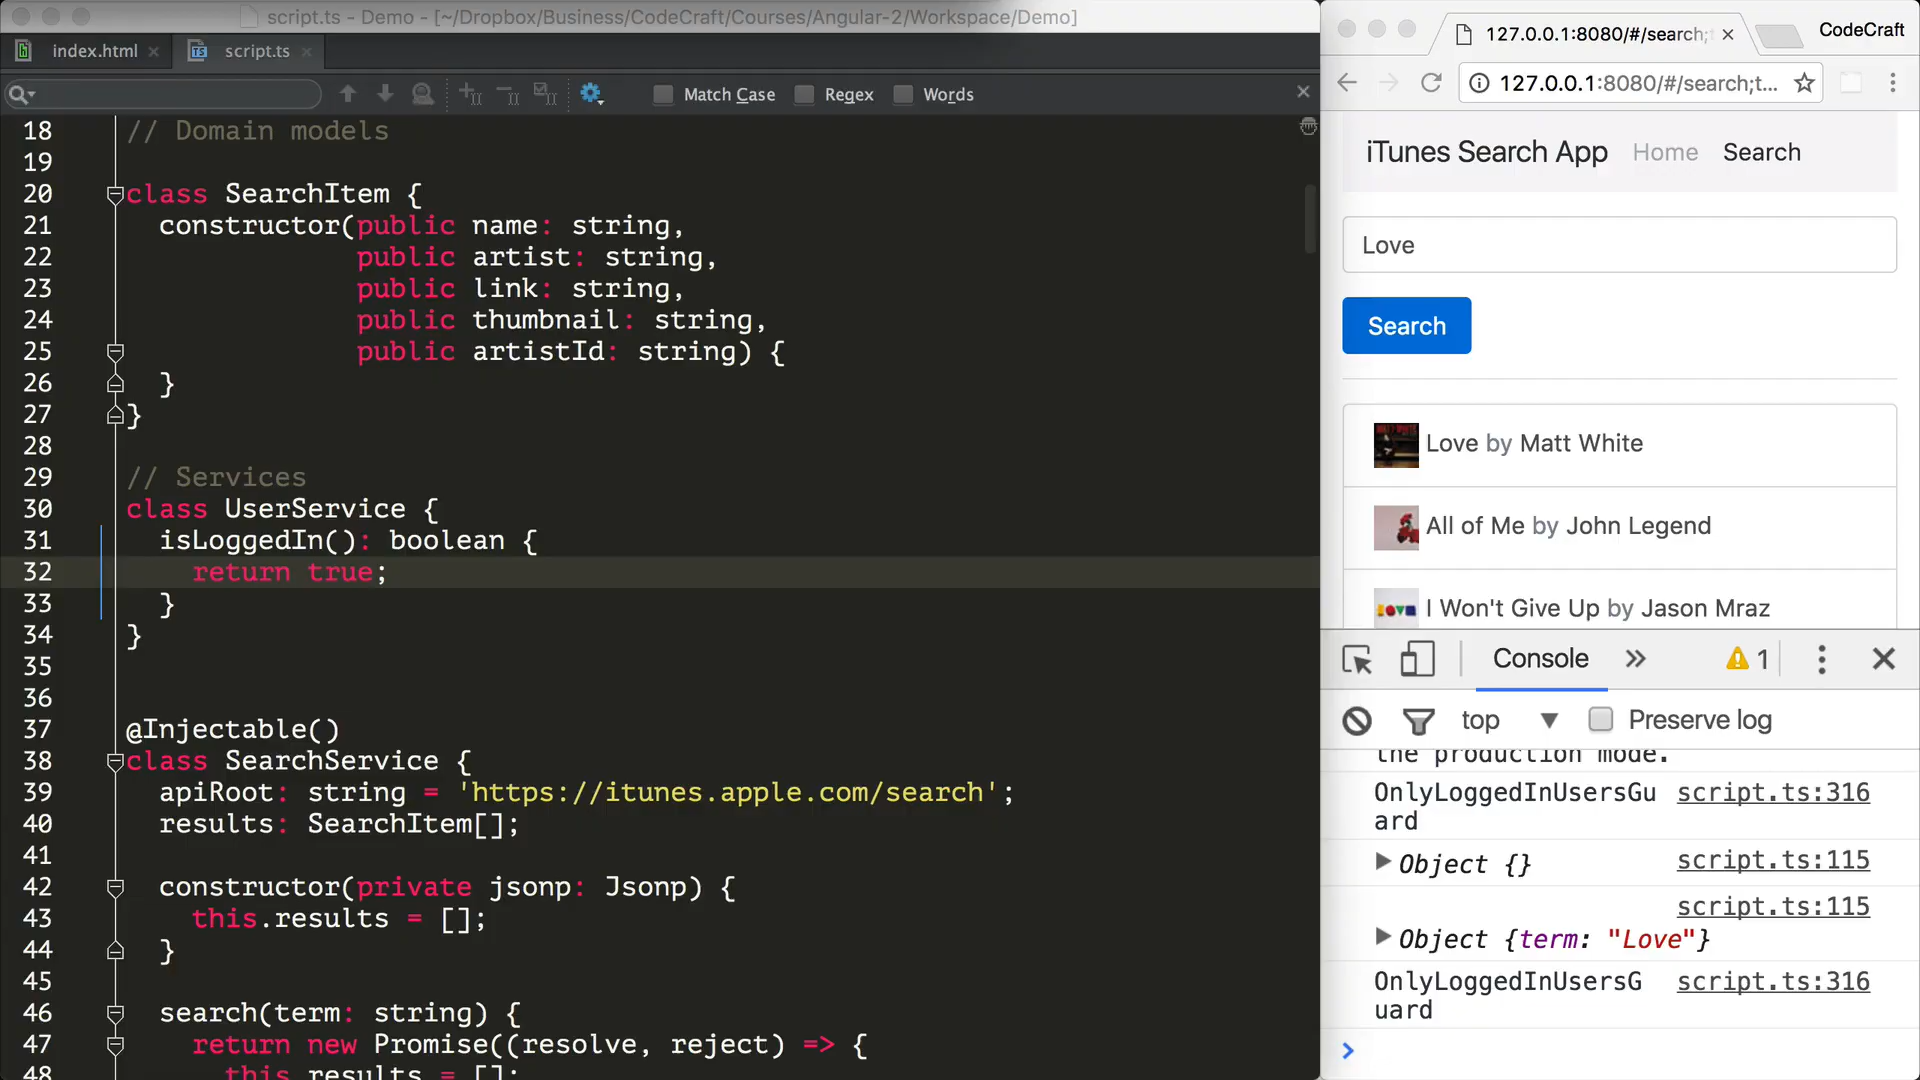 script.ts - Demo - [~/Dropbox/Business/CodeCraft/Courses/Angular-2/Workspace/Demo]
index.html
script.ts
Match Case
Regex
Words
18 // Domain models
19
20 class SearchItem {
21 constructor(public name: string,
22 public artist: string,
23 public link: string,
24 public thumbnail: string,
25 public artistId: string) {
26 }
27 }
28
29 // Services
30 class UserService {
31 isLoggedIn(): boolean {
32 return true;
33 }
34 }
35
36
37 @Injectable()
38 class SearchService {
39 apiRoot: string = 'https://itunes.apple.com/search';
40 results: SearchItem[];
41
42 constructor(private jsonp: Jsonp) {
43 this.results = [];
44 }
45
46 search(term: string) {
47 return new Promise((resolve, reject) => {
48 this.results = [];
127.0.0.1:8080/#/search;t
CodeCraft
127.0.0.1:8080/#/search;t...
iTunes Search App Home Search
Love
Search
Love by Matt White
All of Me by John Legend
I Won't Give Up by Jason Mraz
Console
1
top
Preserve log
the production mode.
OnlyLoggedInUsersGu script.ts:316
ard
Object {} script.ts:115
script.ts:115
Object {term: "Love"}
OnlyLoggedInUsersG script.ts:316
uard